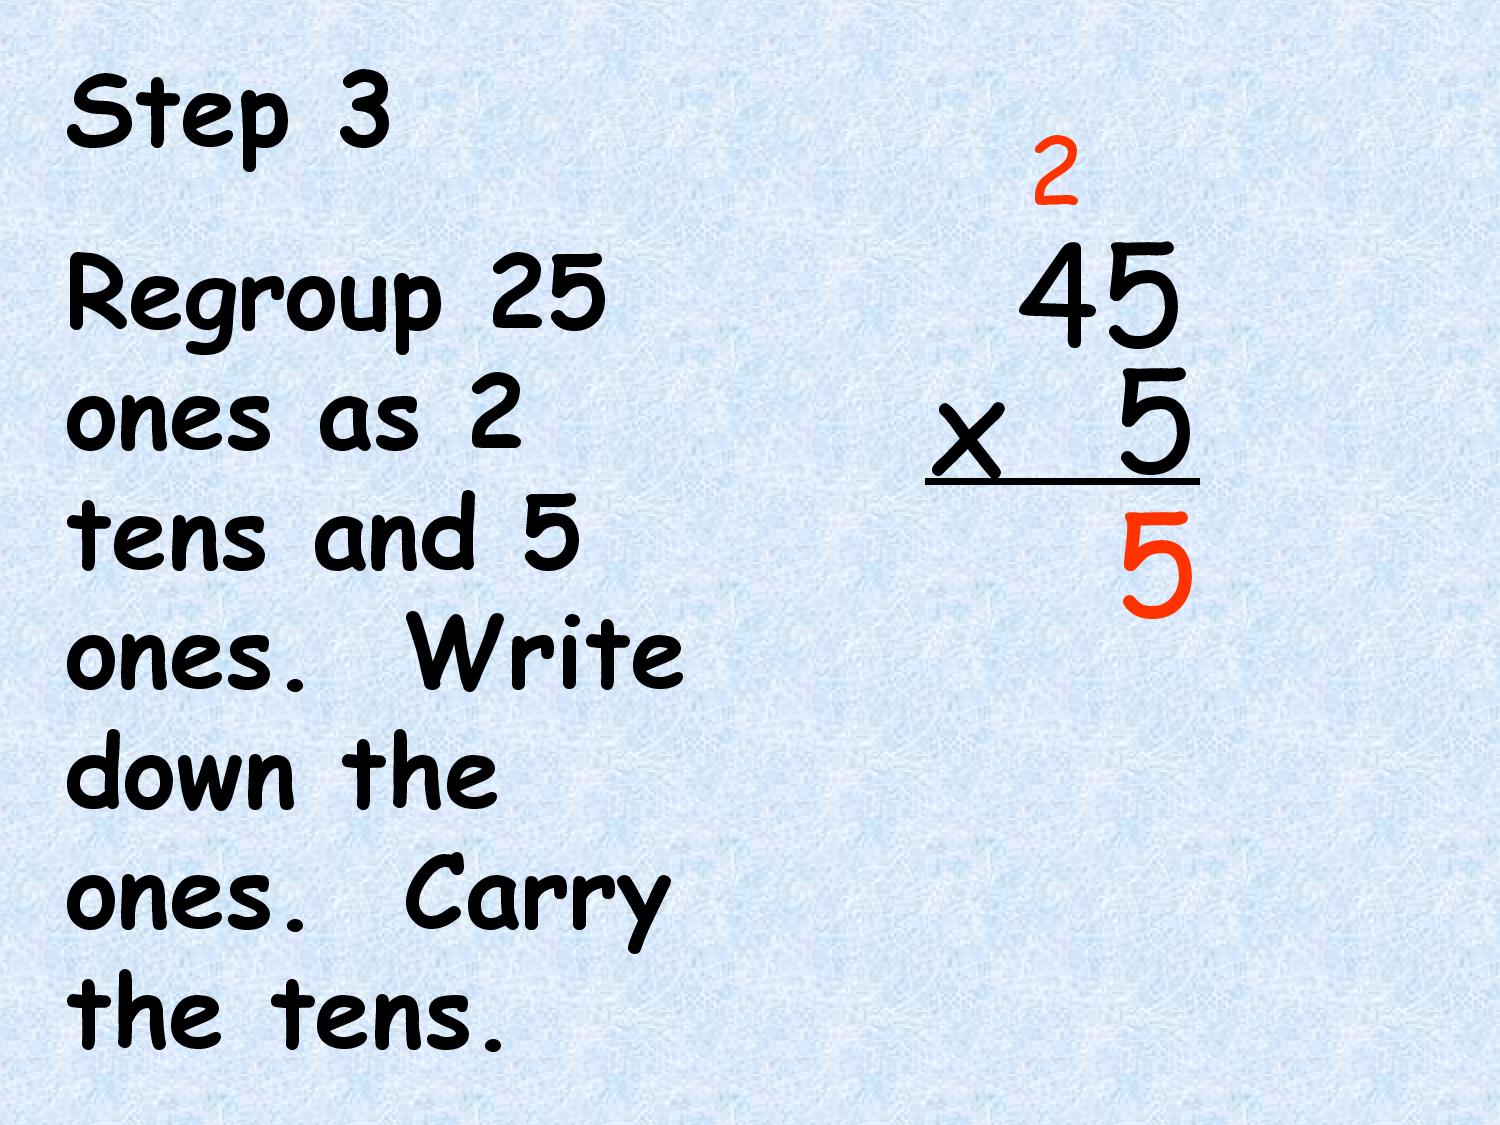 Step 3
Regroup 25
ones as 2
tens and 5
ones.  Write
down the
ones.  Carry
the tens.
2
45
x 5
5